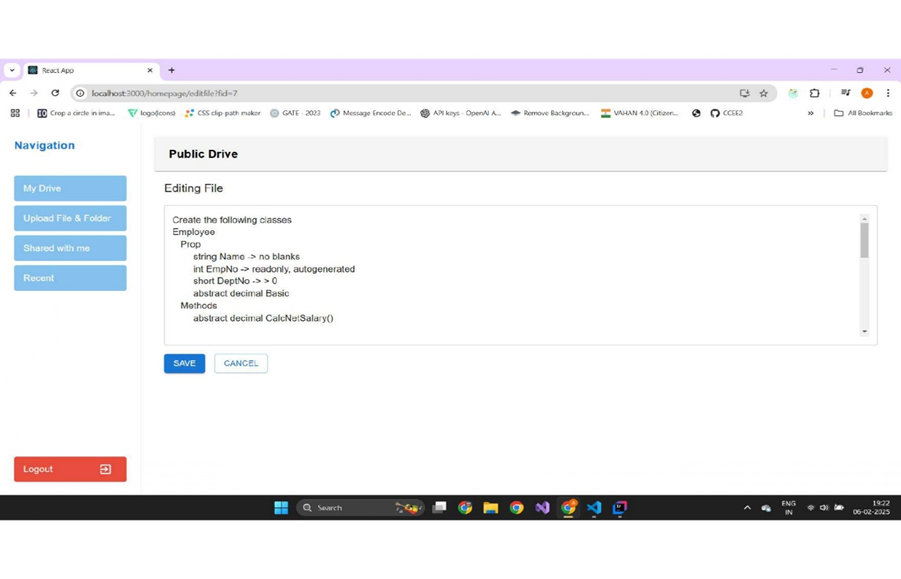 React App
localhost:3000/homepage/editfile?fid=7
Crop a circle in ima...
logo(icons)
CSS clip-path maker
GATE - 2023
Message Encode De...
API keys - OpenAI A...
Remove Backgroun...
VAHAN 4.0 (Citizen...
CCEE2
»
All Bookmarks
Navigation
Public Drive
My Drive
Upload File & Folder
Shared with me
Recent
Editing File
Create the following classes
Employee
Prop
string Name -> no blanks
int EmpNo -> readonly, autogenerated
short DeptNo -> > 0
abstract decimal Basic
Methods
abstract decimal CalcNetSalary()
SAVE
CANCEL
Logout
Search
ENG
IN
19:22
06-02-2025